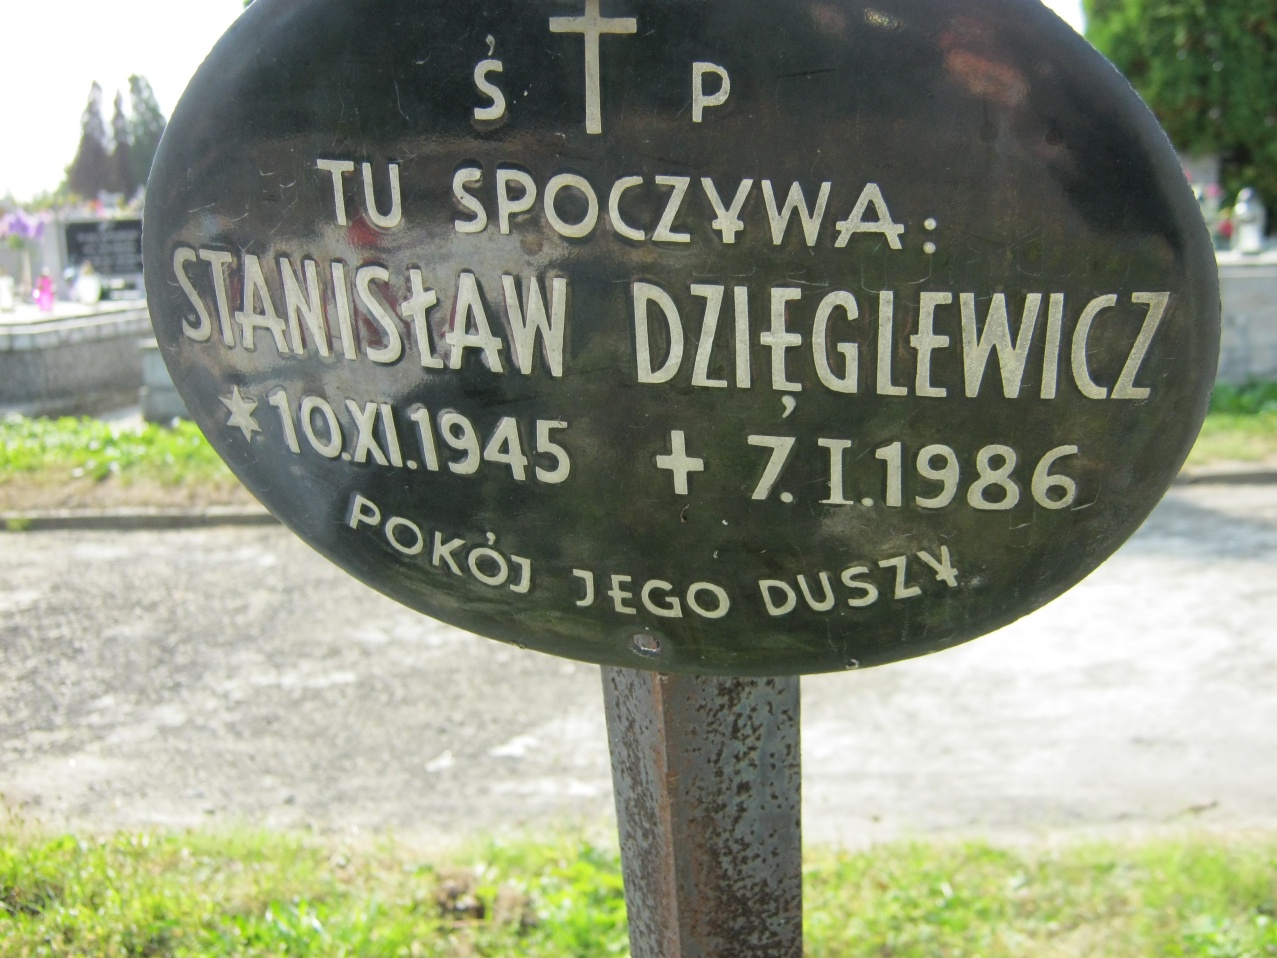 Ś P
TU SPOCZYWA:
STANISŁAW DZIĘGLEWICZ
* 10.XI.1945 + 7.I.1986
POKÓJ JEGO DUSZY